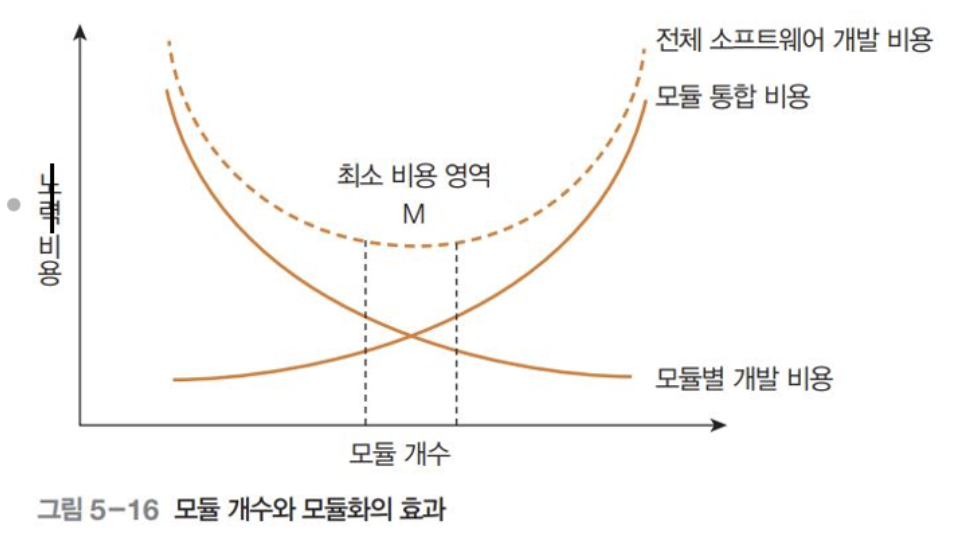 전체 소프트웨어 개발 비용
모듈 통합 비용
최소 비용 영역
M
노력 비용
모듈별 개발 비용
모듈 개수
그림 5-16 모듈 개수와 모듈화의 효과